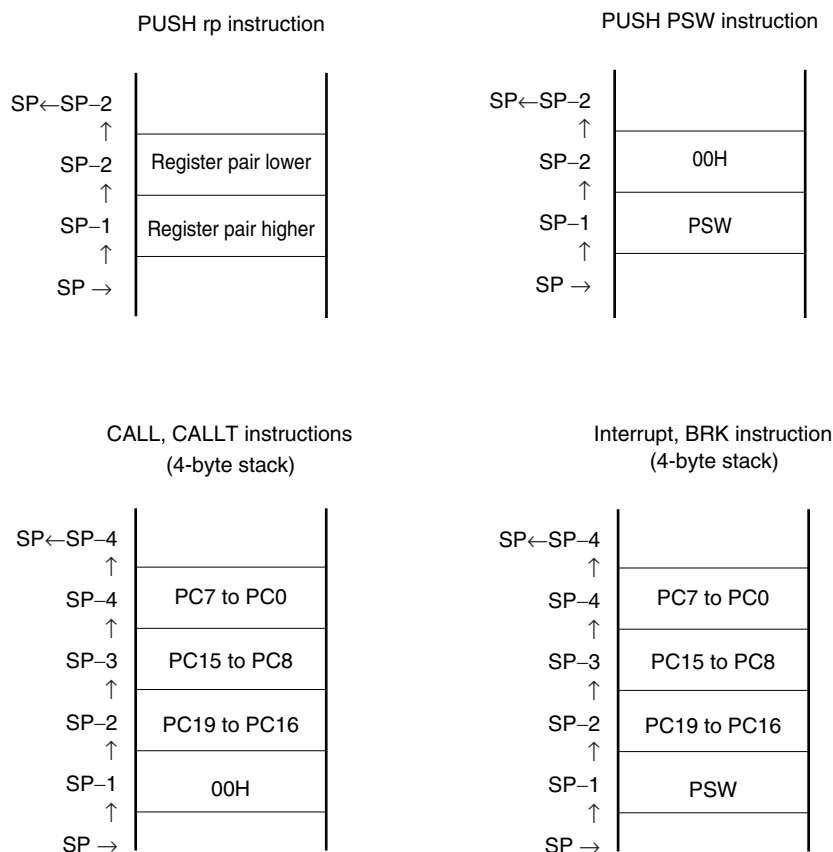 PUSH rp instruction
SP←SP–2
↑
SP–2 Register pair lower
↑
SP–1 Register pair higher
↑
SP →
PUSH PSW instruction
SP←SP–2
↑
SP–2 00H
↑
SP–1 PSW
↑
SP →
CALL, CALLT instructions
(4-byte stack)
SP←SP–4
↑
SP–4 PC7 to PC0
↑
SP–3 PC15 to PC8
↑
SP–2 PC19 to PC16
↑
SP–1 00H
↑
SP →
Interrupt, BRK instruction
(4-byte stack)
SP←SP–4
↑
SP–4 PC7 to PC0
↑
SP–3 PC15 to PC8
↑
SP–2 PC19 to PC16
↑
SP–1 PSW
↑
SP →